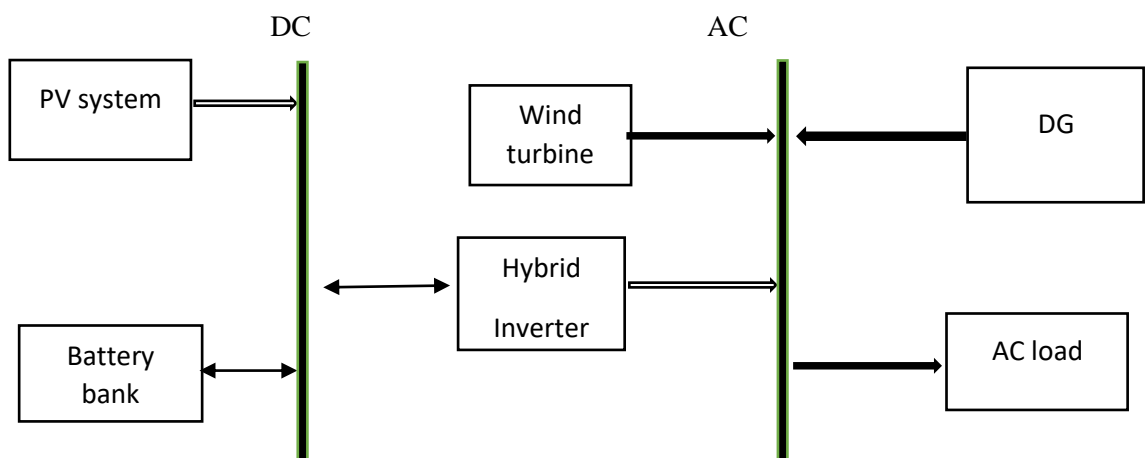 DC
AC
PV system
Wind
turbine
DG
Hybrid
Inverter
Battery
bank
AC load